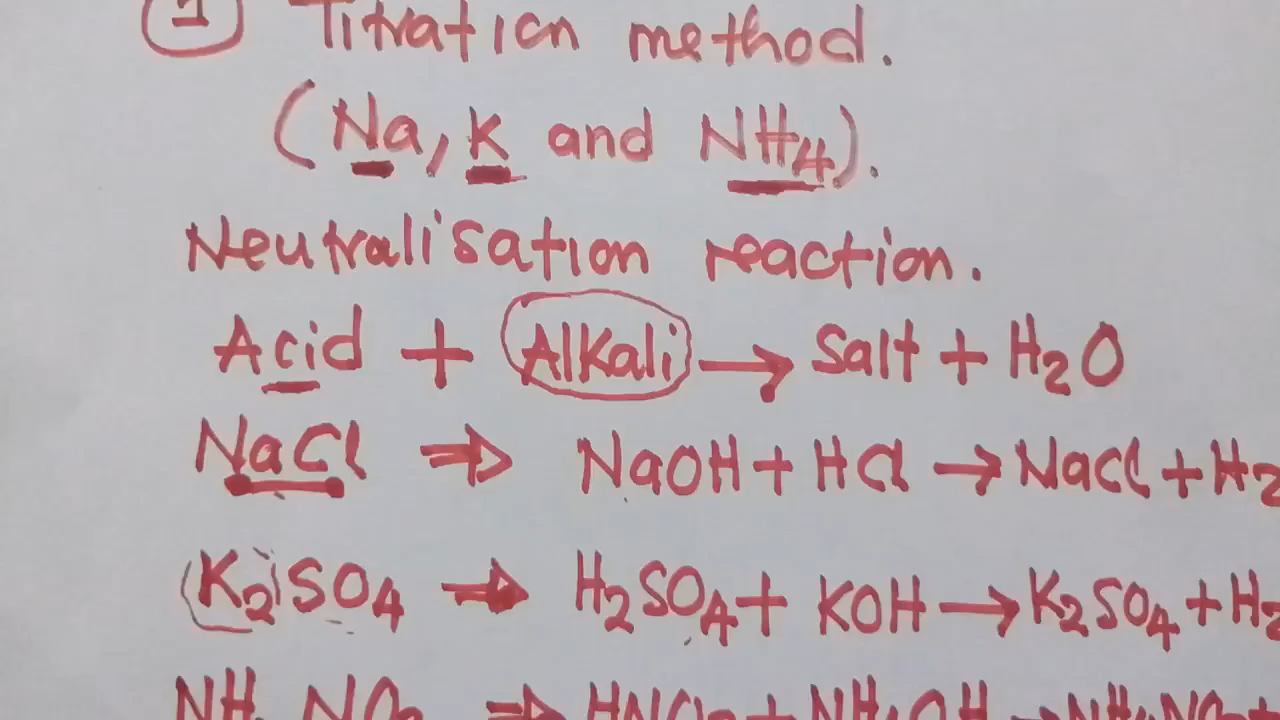 1 Titration method.
(Na, K and NH4).
Neutralisation reaction.
Acid + Alkali → Salt + H2O
NaCl ⇒ NaOH + HCl → NaCl + H2
K2SO4 ⇒ H2SO4 + KOH → K2SO4 + H2